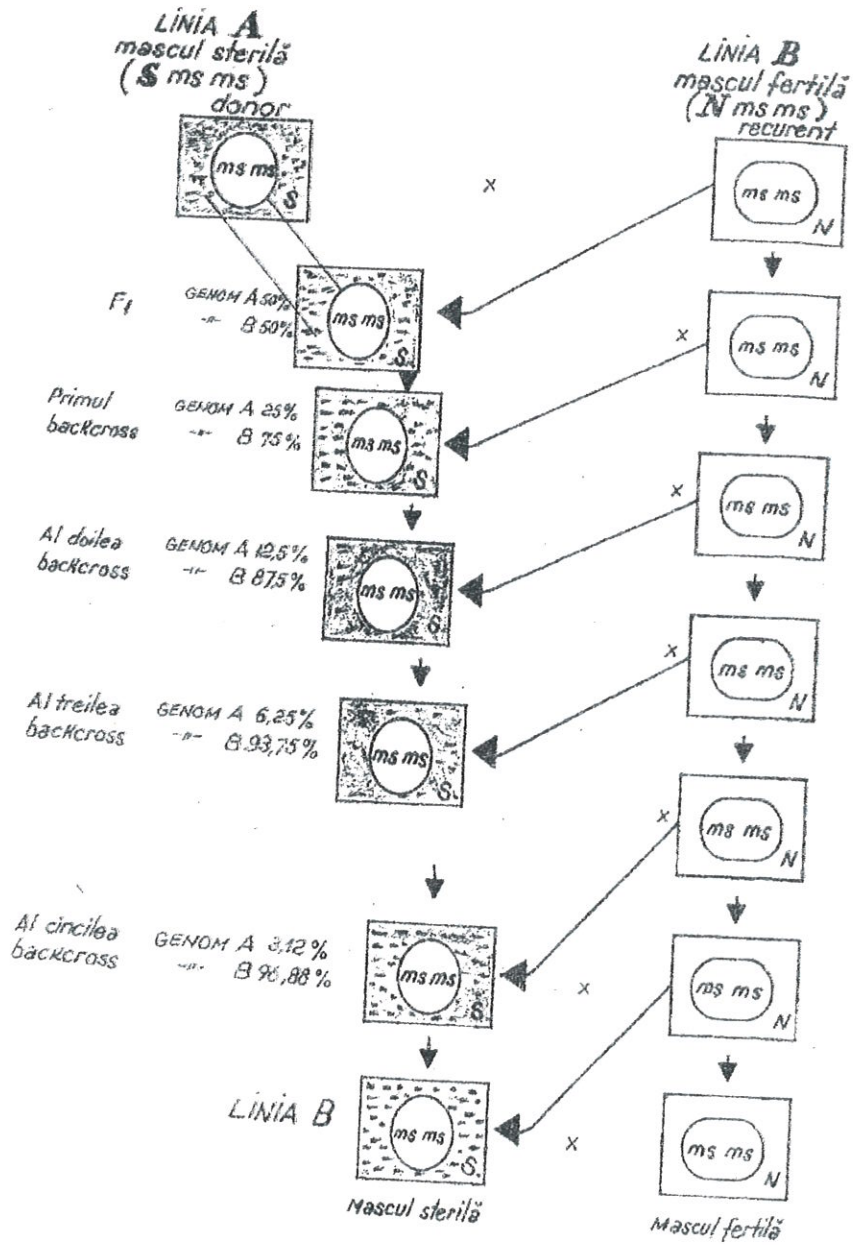 LINIA A
mascul sterilă
(S ms ms)
donor
LINIA B
mascul fertilă
(N ms ms)
recurent
ms ms
S
x
ms ms
N
F1
GENOM A 50%
-"- B 50%
ms ms
S
x
ms ms
N
Primul
backcross
GENOM A 25%
-"- B 75%
ms ms
S
x
ms ms
N
Al doilea
backcross
GENOM A 12,5%
-"- B 87,5%
ms ms
S
x
ms ms
N
Al treilea
backcross
GENOM A 6,25%
-"- B 93,75%
ms ms
S
x
ms ms
N
Al cincilea
backcross
GENOM A 3,12%
-"- B 96,88%
ms ms
S
x
ms ms
N
LINIA B
ms ms
S
x
ms ms
N
Mascul sterilă
Mascul fertilă